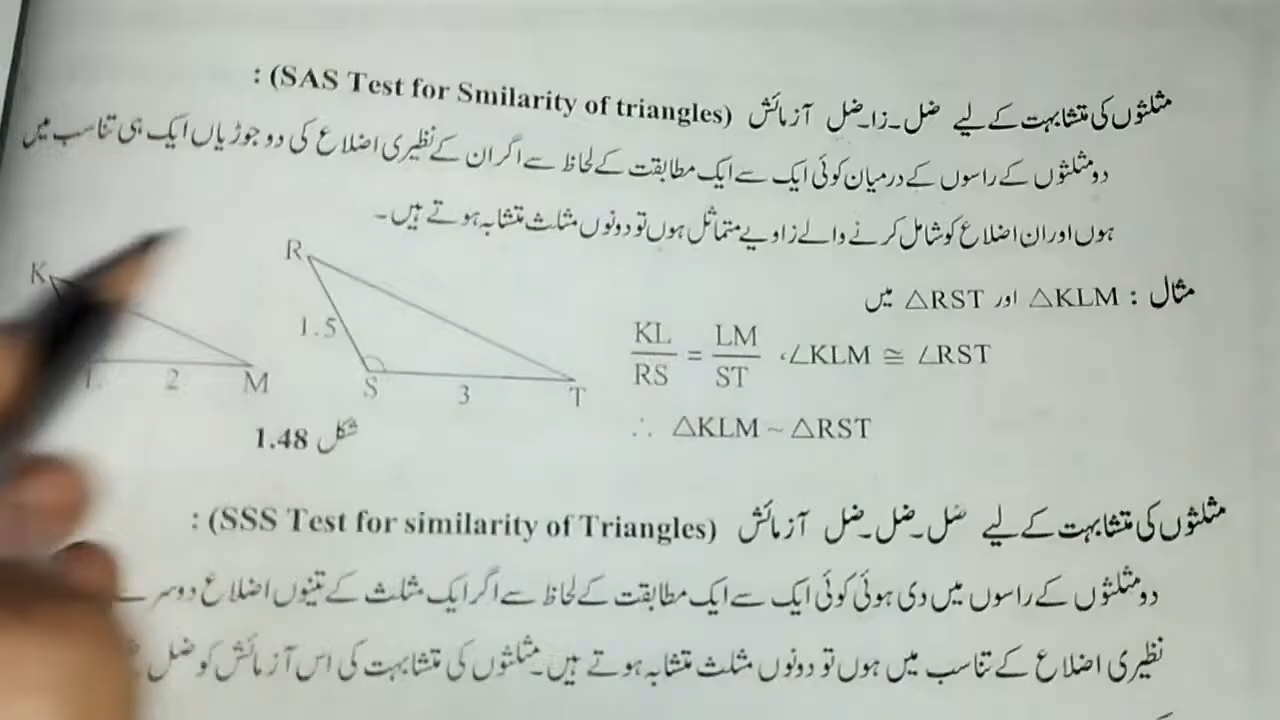 مثلثوں کی متشابہت کے لیے ضل۔زا۔ضل آزمائش (SAS Test for Smilarity of triangles) :
دو مثلثوں کے راسوں کے درمیان کوئی ایک سے ایک مطابقت کے لحاظ سے اگر ان کے نظیری اضلاع کی دو جوڑیاں ایک ہی تناسب میں
ہوں اور ان اضلاع کو شامل کرنے والے زاویے متماثل ہوں تو دونوں مثلث متشابہ ہوتے ہیں۔
مثال : △KLM اور △RST میں
KL/RS = LM/ST ، ∠KLM ≅ ∠RST
∴ △KLM ~ △RST
K
2
M
R
1.5
S
3
T
شکل 1.48
مثلثوں کی متشابہت کے لیے ضل۔ضل۔ضل آزمائش (SSS Test for similarity of Triangles) :
دو مثلثوں کے راسوں میں دی ہوئی کوئی ایک سے ایک مطابقت کے لحاظ سے اگر ایک مثلث کے تینوں اضلاع دوسرے
نظیری اضلاع کے تناسب میں ہوں تو دونوں مثلث متشابہ ہوتے ہیں۔ مثلثوں کی متشابہت کی اس آزمائش کو ضل